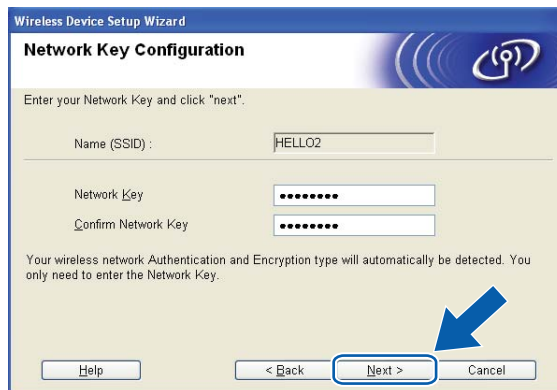 Wireless Device Setup Wizard
Network Key Configuration
Enter your Network Key and click "next".
Name (SSID) : HELLO2
Network Key ••••••••
Confirm Network Key ••••••••
Your wireless network Authentication and Encryption type will automatically be detected. You
only need to enter the Network Key.
Help < Back Next > Cancel